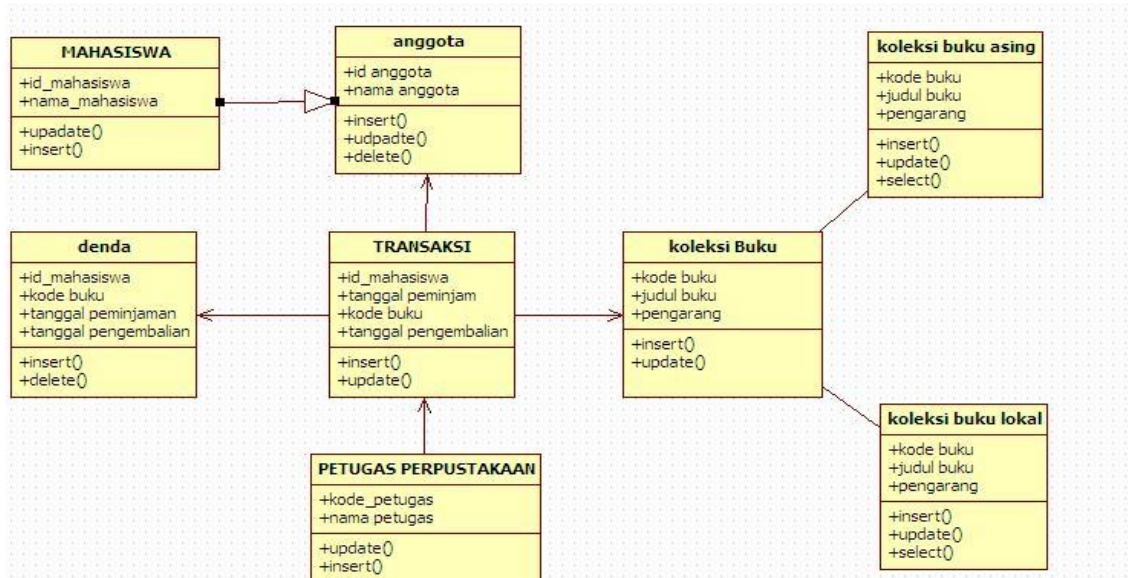 MAHASISWA
+id_mahasiswa
+nama_mahasiswa
+upadate()
+insert()
anggota
+id anggota
+nama anggota
+insert()
+udpadte()
+delete()
koleksi buku asing
+kode buku
+judul buku
+pengarang
+insert()
+update()
+select()
denda
+id_mahasiswa
+kode buku
+tanggal peminjaman
+tanggal pengembalian
+insert()
+delete()
TRANSAKSI
+id_mahasiswa
+tanggal peminjam
+kode buku
+tanggal pengembalian
+insert()
+update()
koleksi Buku
+kode buku
+judul buku
+pengarang
+insert()
+update()
PETUGAS PERPUSTAKAAN
+kode_petugas
+nama petugas
+update()
+insert()
koleksi buku lokal
+kode buku
+judul buku
+pengarang
+insert()
+update()
+select()